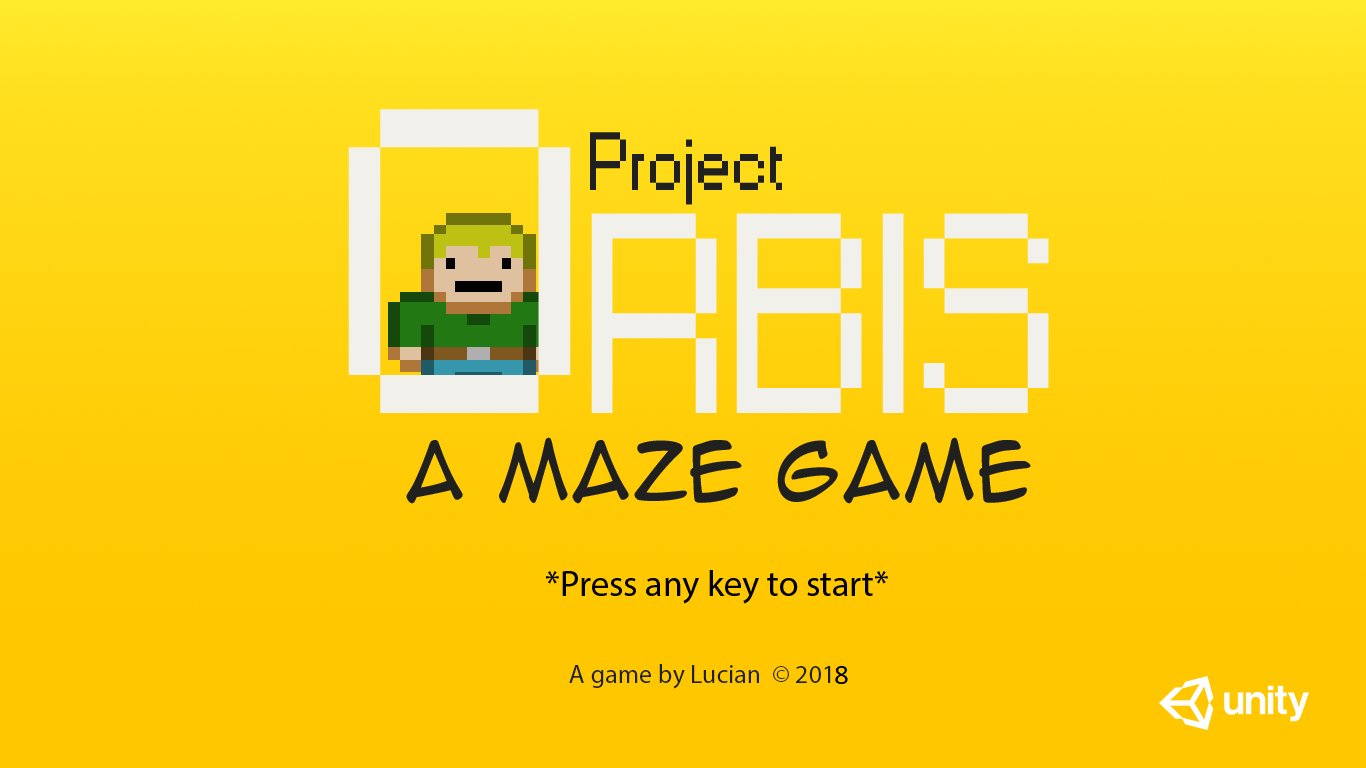 Project
ORBIS
A MAZE GAME
*Press any key to start*
A game by Lucian © 2018
unity